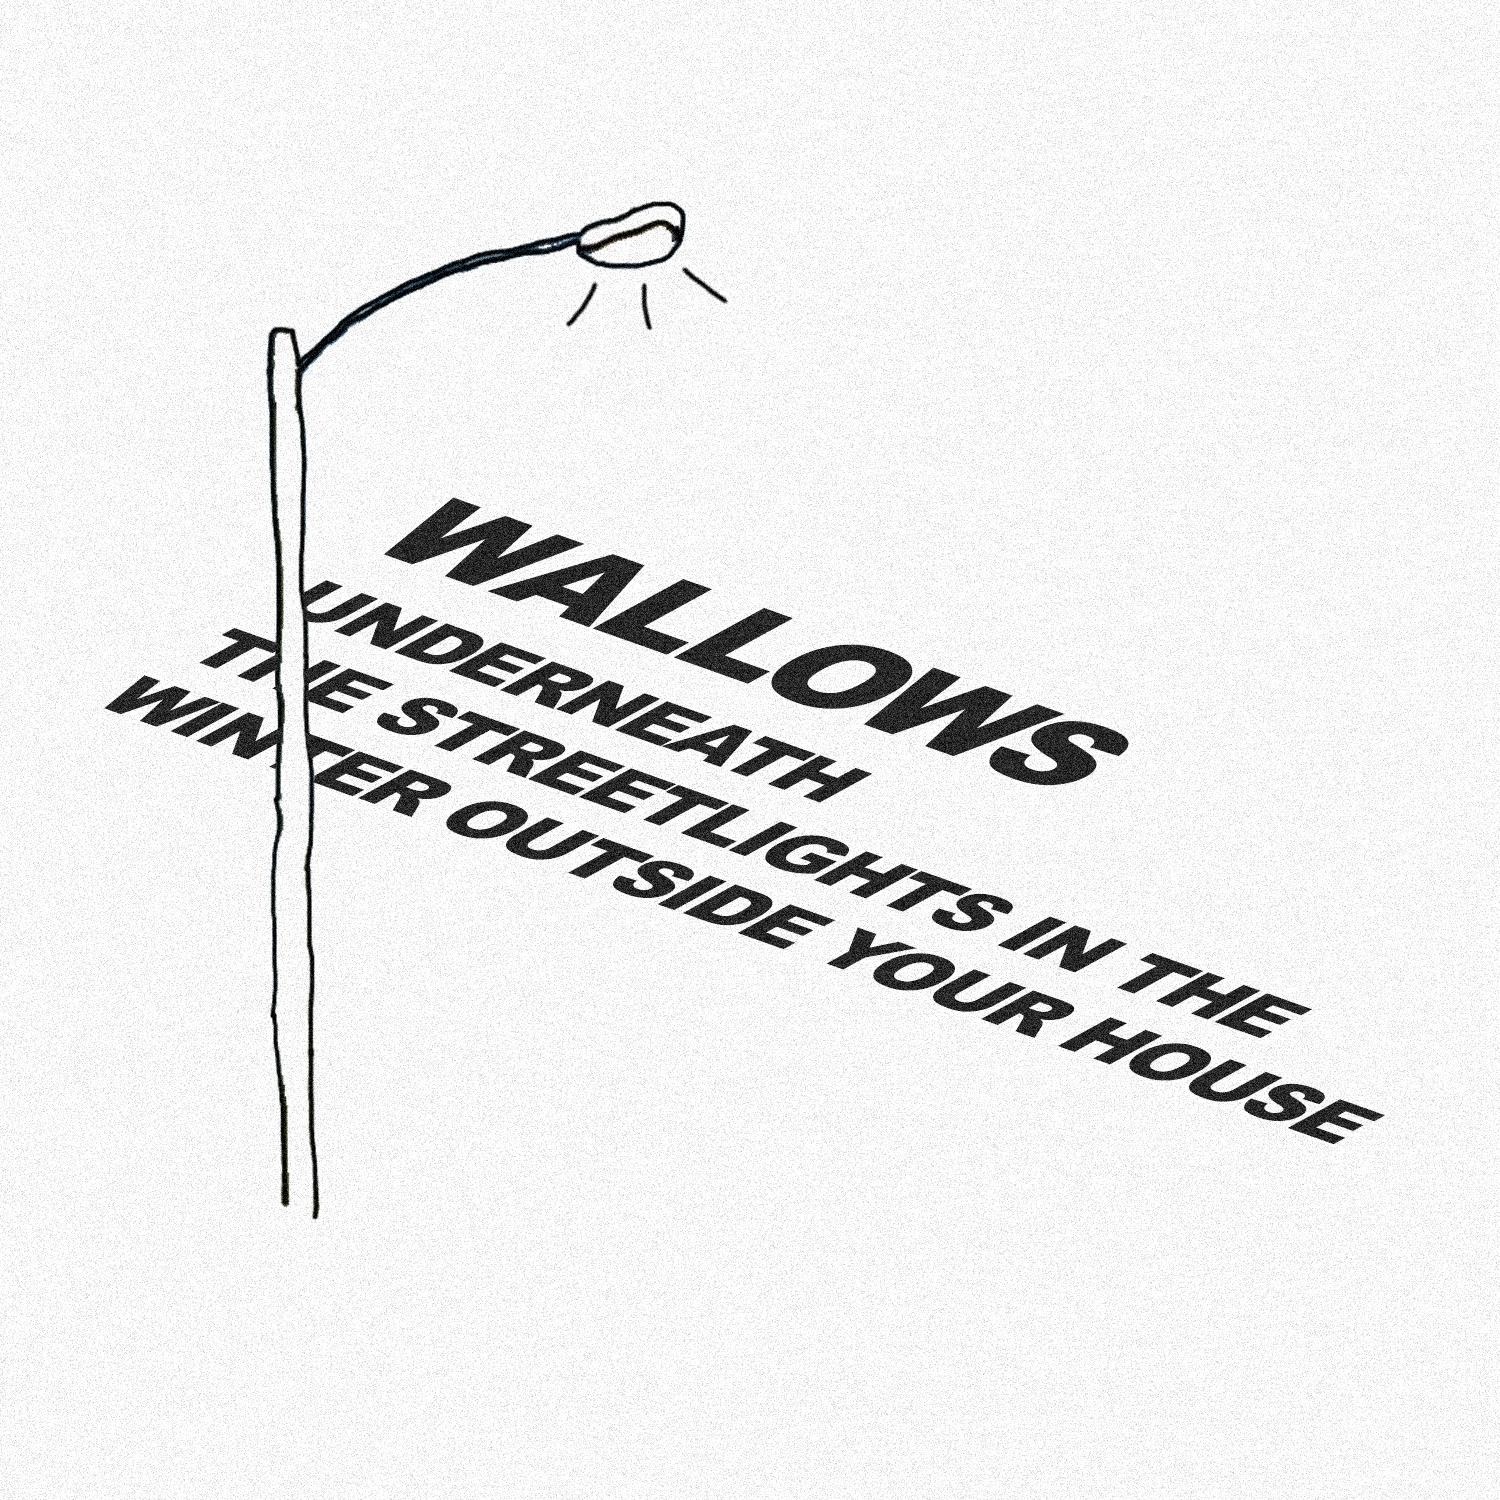 WALLOWS
UNDERNEATH
THE STREETLIGHTS IN THE
WINTER OUTSIDE YOUR HOUSE